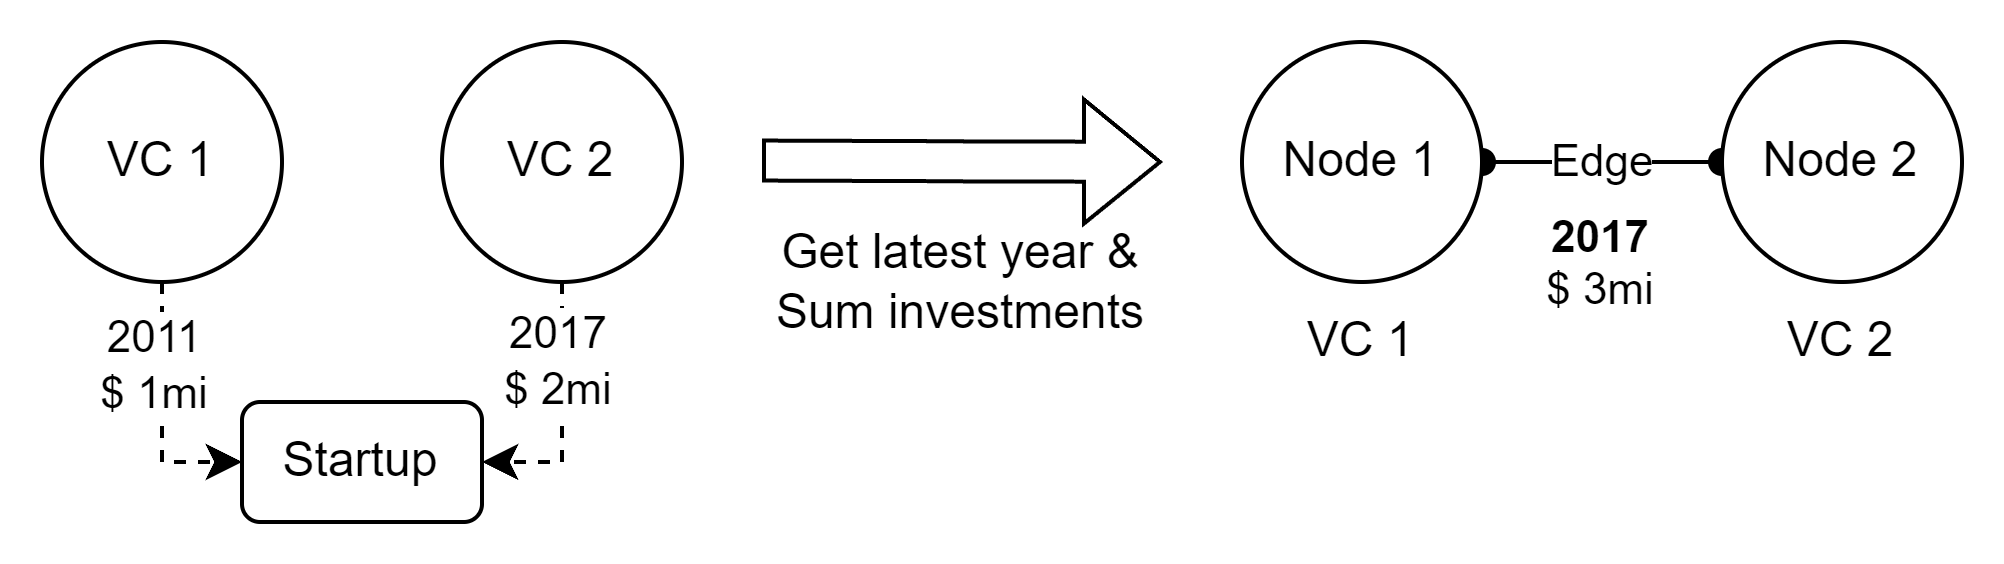 VC 1
VC 2
2011
$ 1mi
2017
$ 2mi
Startup
Get latest year &
Sum investments
Node 1
Edge
Node 2
2017
$ 3mi
VC 1
VC 2